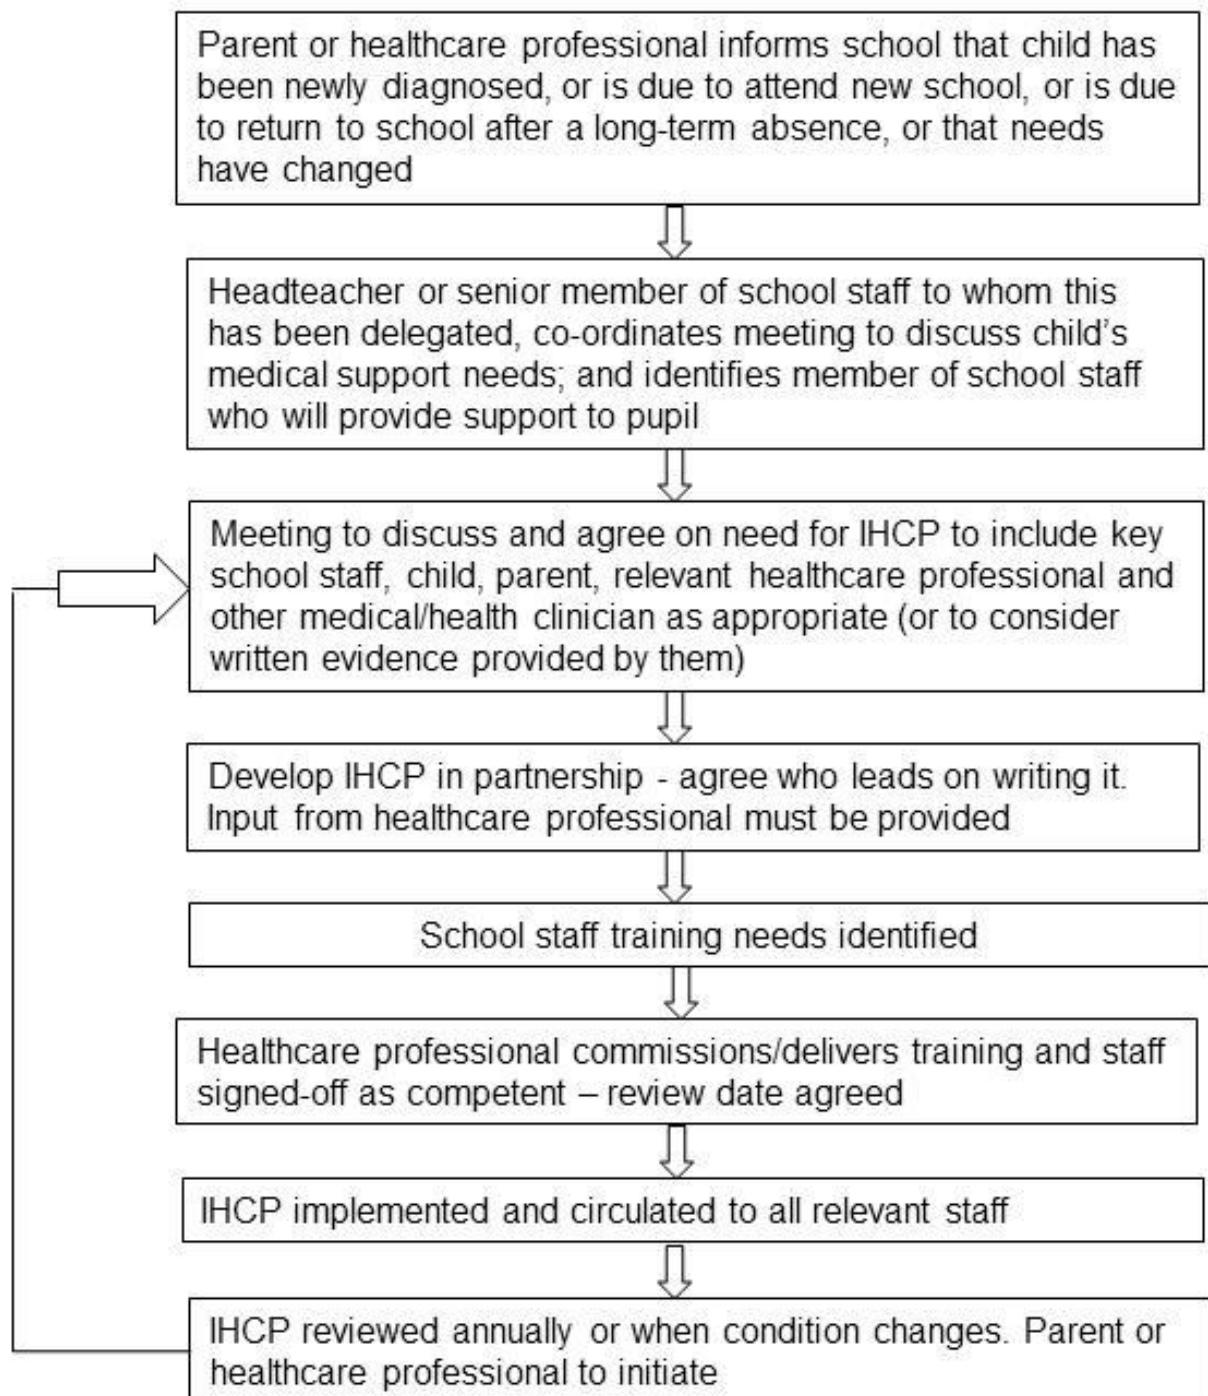 Parent or healthcare professional informs school that child has
been newly diagnosed, or is due to attend new school, or is due
to return to school after a long-term absence, or that needs
have changed
Headteacher or senior member of school staff to whom this
has been delegated, co-ordinates meeting to discuss child's
medical support needs; and identifies member of school staff
who will provide support to pupil
Meeting to discuss and agree on need for IHCP to include key
school staff, child, parent, relevant healthcare professional and
other medical/health clinician as appropriate (or to consider
written evidence provided by them)
Develop IHCP in partnership - agree who leads on writing it.
Input from healthcare professional must be provided
School staff training needs identified
Healthcare professional commissions/delivers training and staff
signed-off as competent – review date agreed
IHCP implemented and circulated to all relevant staff
IHCP reviewed annually or when condition changes. Parent or
healthcare professional to initiate